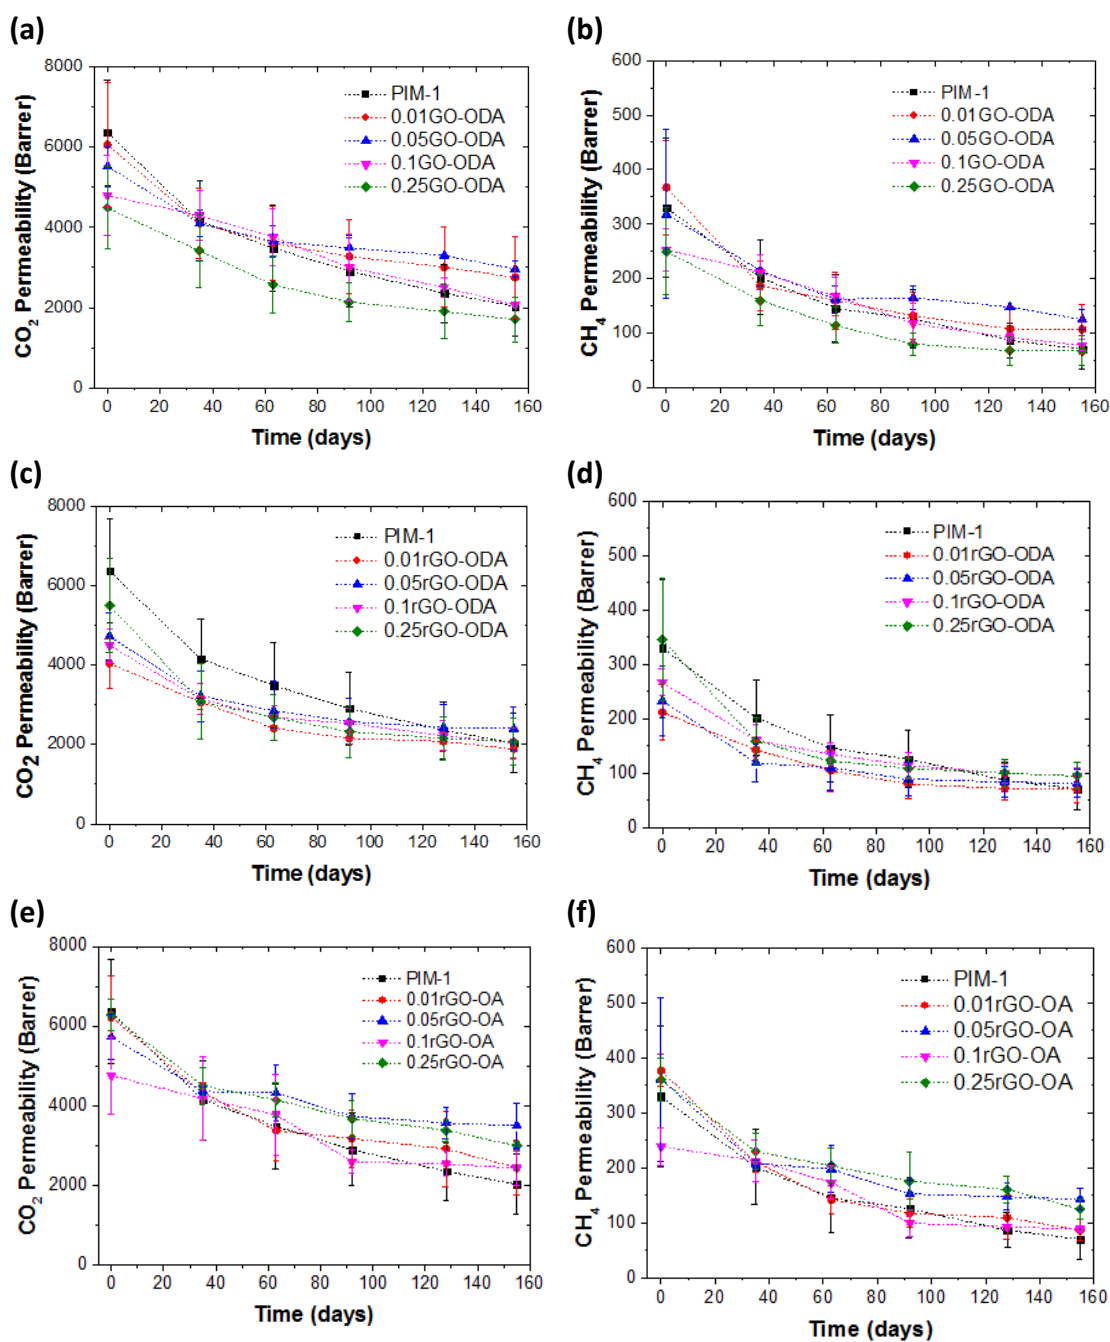 (a)
8000
6000
4000
2000
0
CO2 Permeability (Barrer)
PIM-1
0.01GO-ODA
0.05GO-ODA
0.1GO-ODA
0.25GO-ODA
0 20 40 60 80 100 120 140 160
Time (days)
(b)
600
500
400
300
200
100
0
CH4 Permeability (Barrer)
PIM-1
0.01GO-ODA
0.05GO-ODA
0.1GO-ODA
0.25GO-ODA
0 20 40 60 80 100 120 140 160
Time (days)
(c)
8000
6000
4000
2000
0
CO2 Permeability (Barrer)
PIM-1
0.01rGO-ODA
0.05rGO-ODA
0.1rGO-ODA
0.25rGO-ODA
0 20 40 60 80 100 120 140 160
Time (days)
(d)
600
500
400
300
200
100
0
CH4 Permeability (Barrer)
PIM-1
0.01rGO-ODA
0.05rGO-ODA
0.1rGO-ODA
0.25rGO-ODA
0 20 40 60 80 100 120 140 160
Time (days)
(e)
8000
6000
4000
2000
0
CO2 Permeability (Barrer)
PIM-1
0.01rGO-OA
0.05rGO-OA
0.1rGO-OA
0.25rGO-OA
0 20 40 60 80 100 120 140 160
Time (days)
(f)
600
500
400
300
200
100
0
CH4 Permeability (Barrer)
PIM-1
0.01rGO-OA
0.05rGO-OA
0.1rGO-OA
0.25rGO-OA
0 20 40 60 80 100 120 140 160
Time (days)